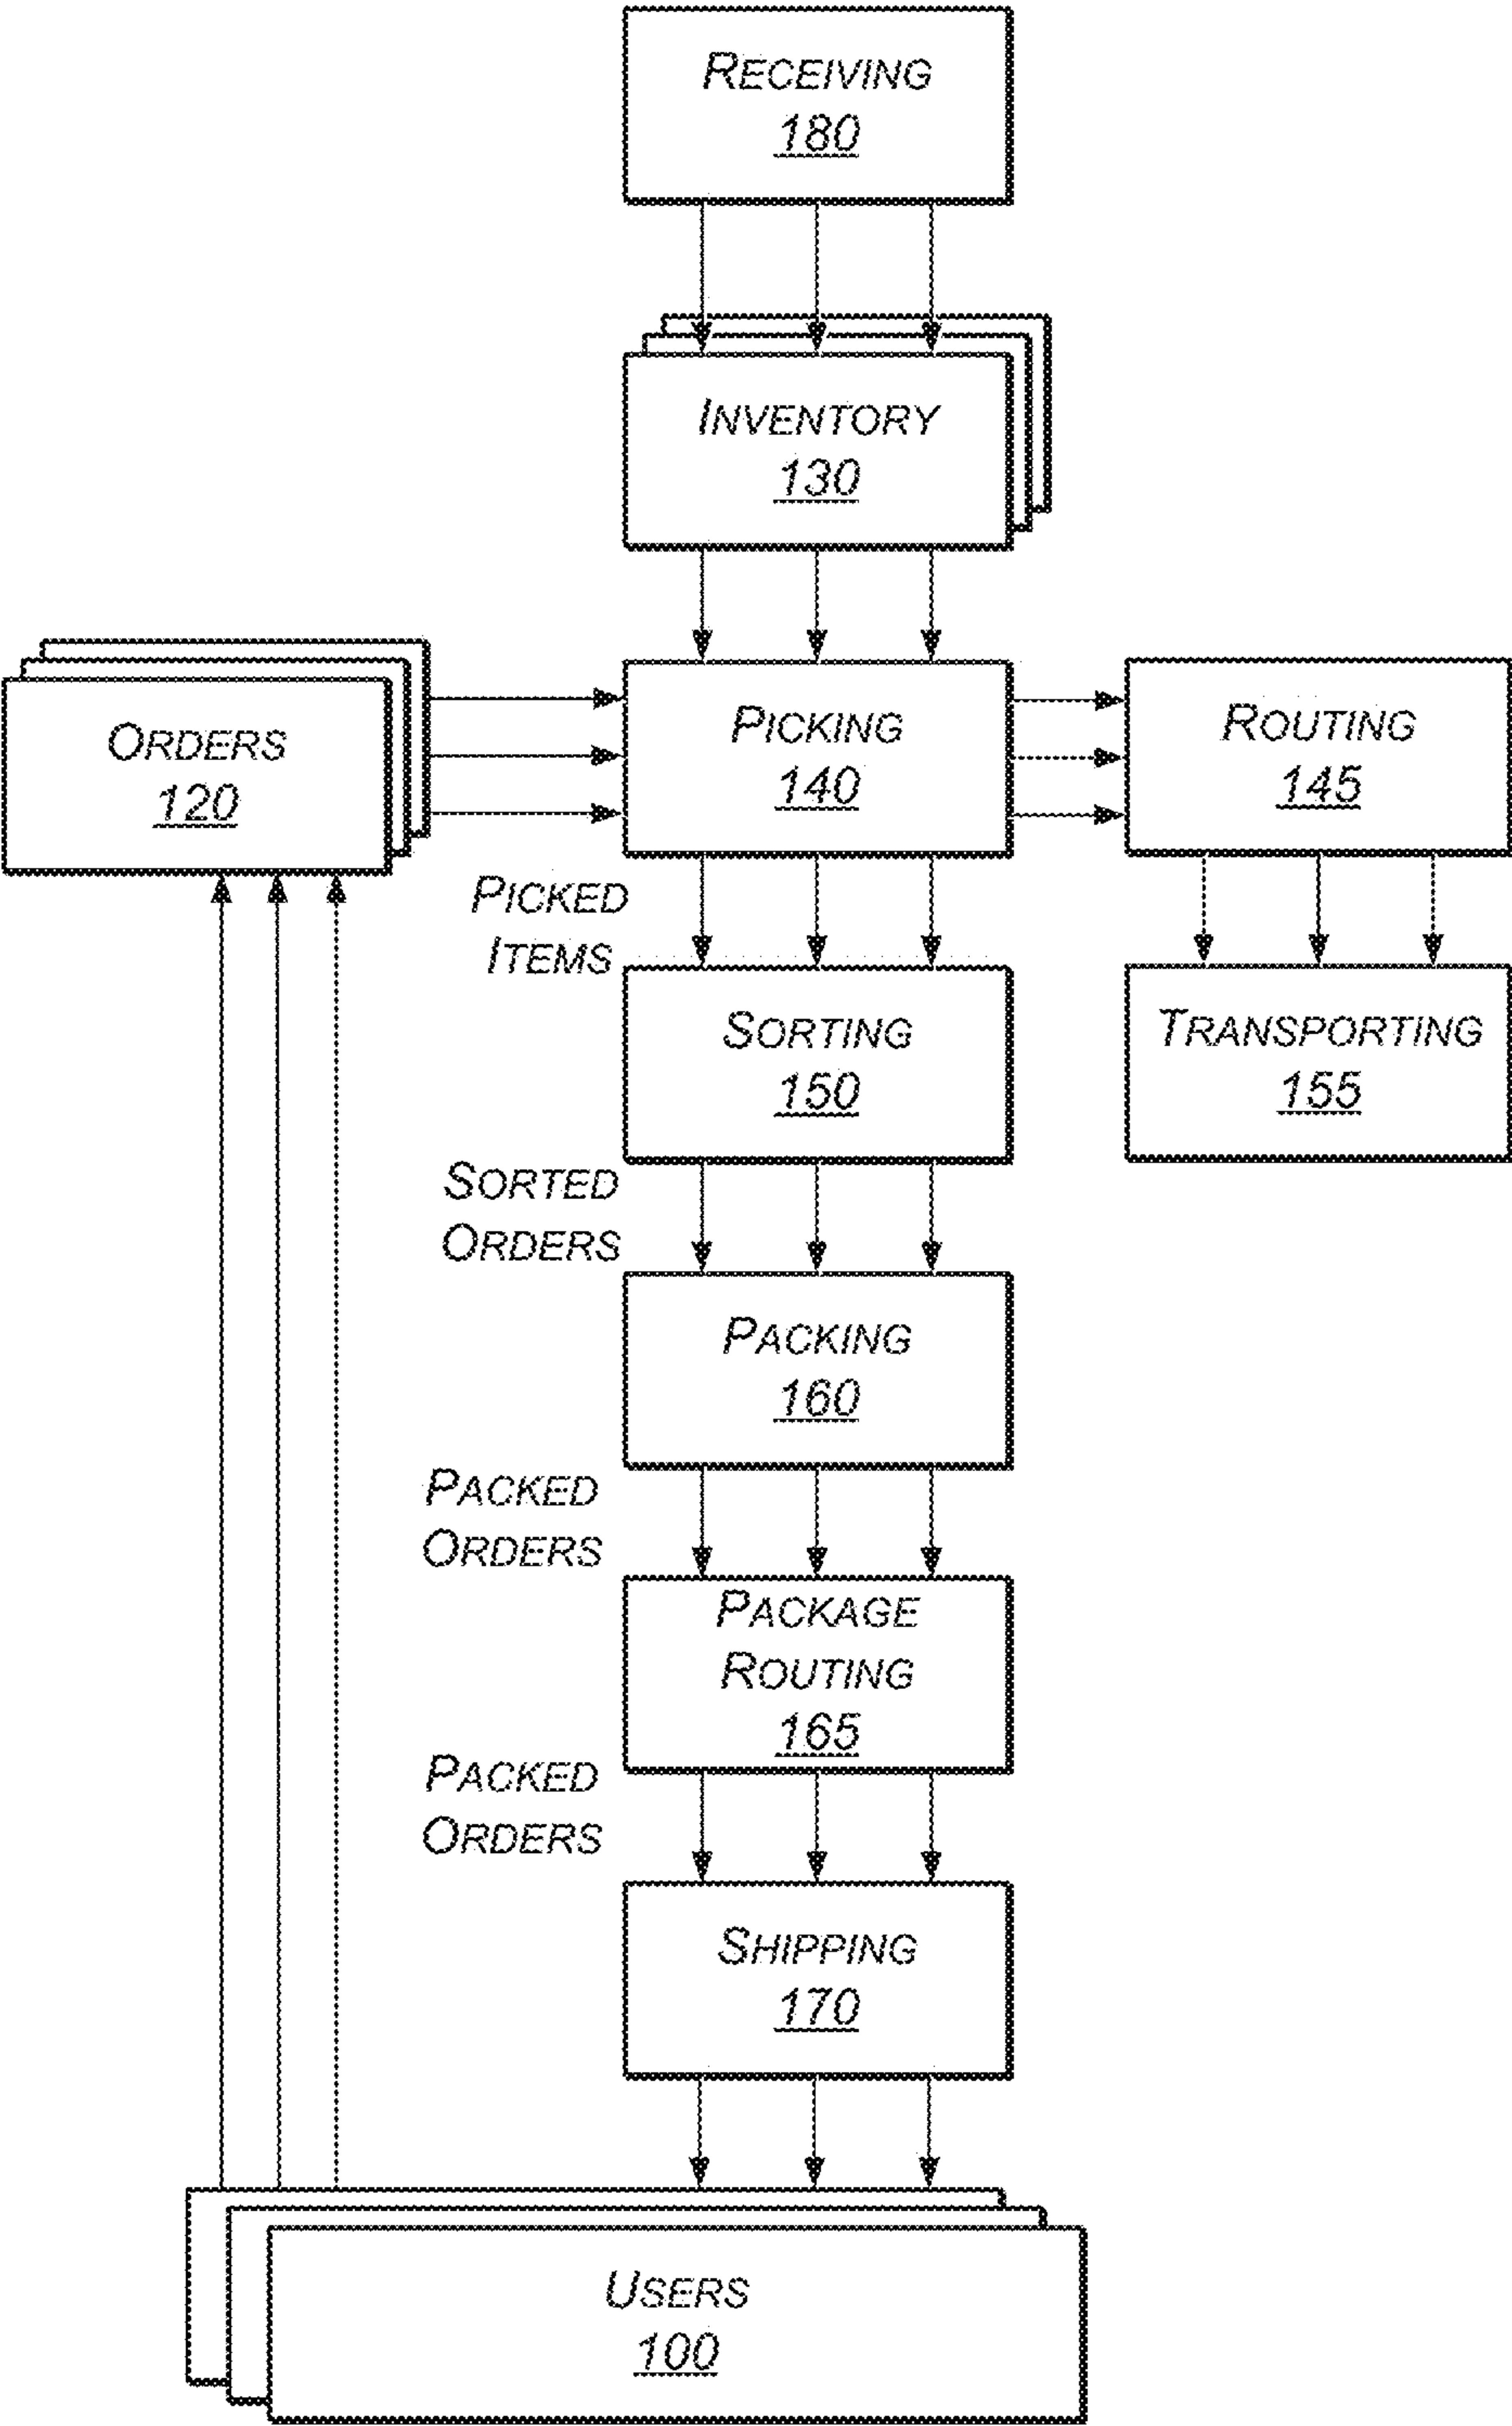 RECEIVING
180
INVENTORY
130
ORDERS
120
PICKING
140
ROUTING
145
PICKED
ITEMS
SORTING
150
TRANSPORTING
155
SORTED
ORDERS
PACKING
160
PACKED
ORDERS
PACKAGE
ROUTING
165
PACKED
ORDERS
SHIPPING
170
USERS
100